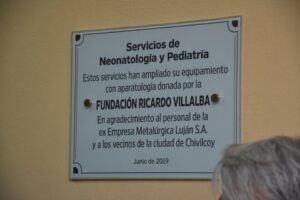 Servicios de
Neonatología y Pediatría
Estos servicios han ampliado su equipamiento
con aparatología donada por la
FUNDACIÓN RICARDO VILLALBA
En agradecimiento al personal de la
ex Empresa Metalúrgica Luján S.A.
y a los vecinos de la ciudad de Chivilcoy
Junio de 2019